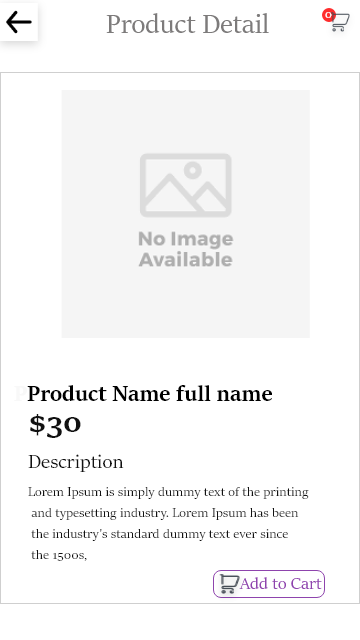 Product Detail
0
No Image
Available
Product Name full name
$30
Description
Lorem Ipsum is simply dummy text of the printing
and typesetting industry. Lorem Ipsum has been
the industry's standard dummy text ever since
the 1500s,
Add to Cart